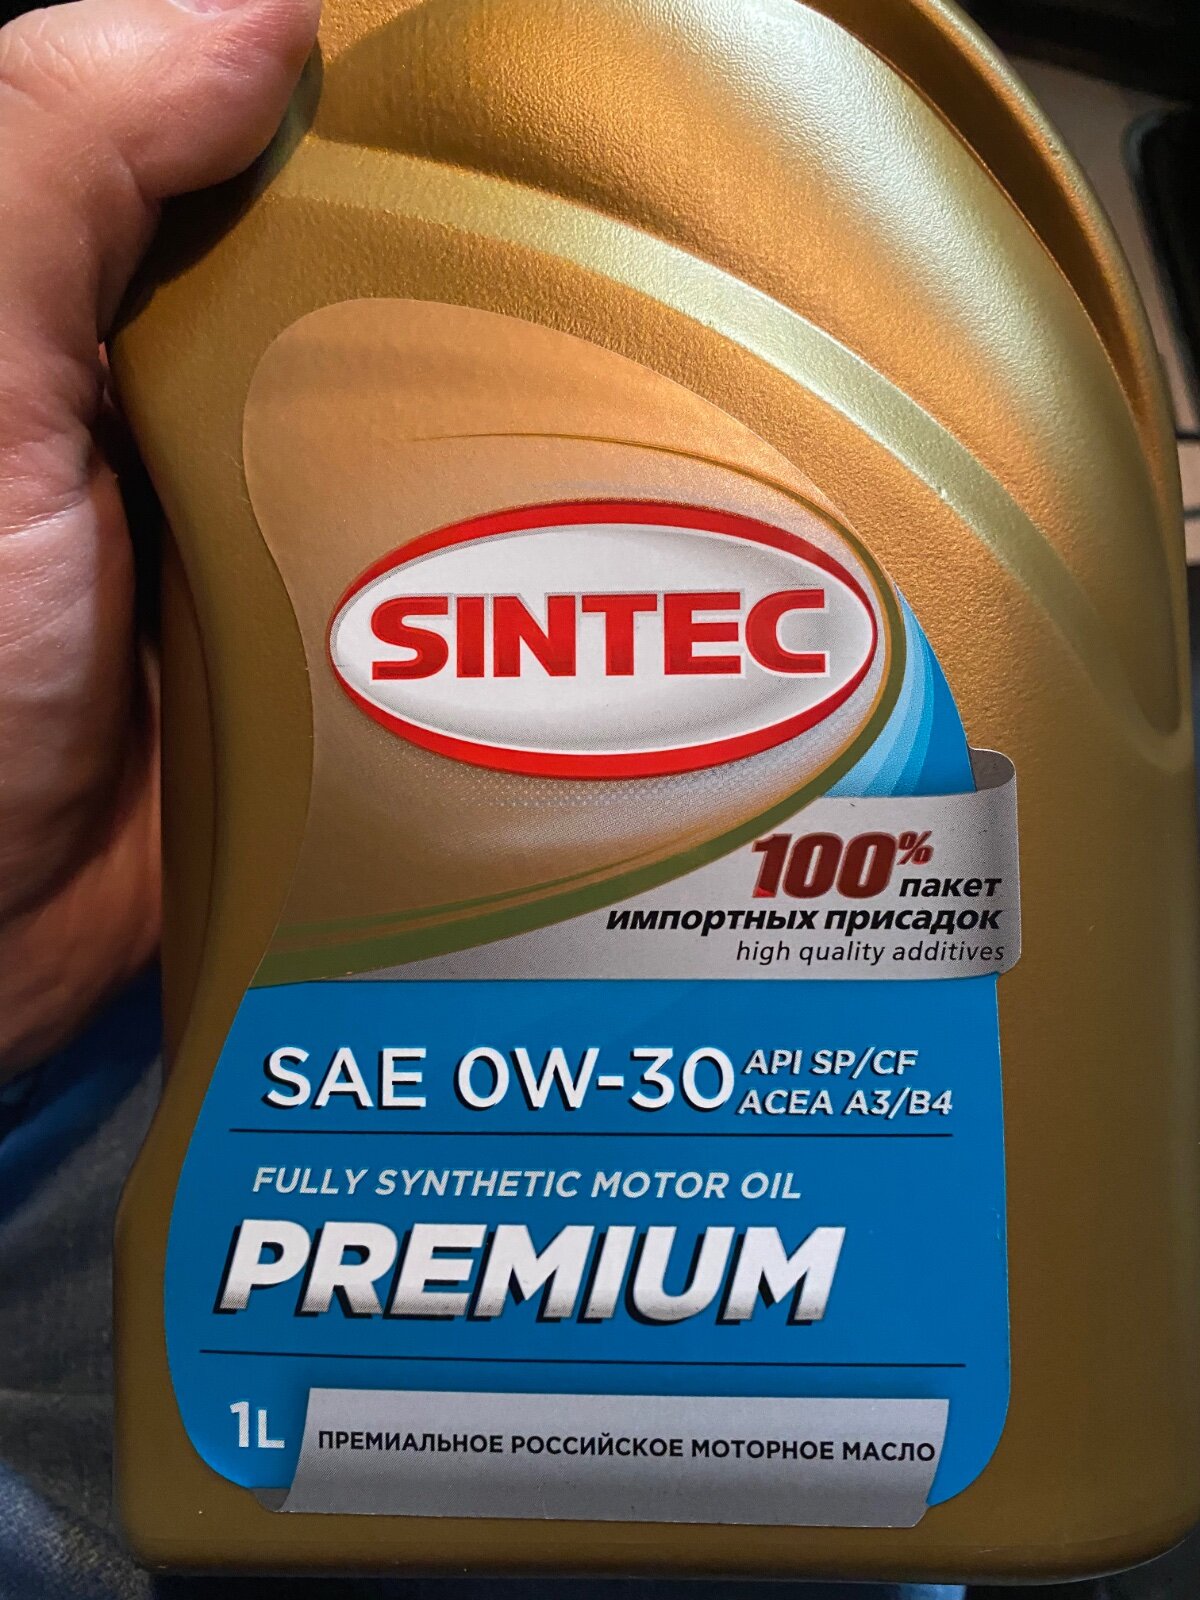 SINTEC
100%
пакет
импортных присадок
high quality additives
SAE 0W-30
API SP/CF
ACEA A3/B4
FULLY SYNTHETIC MOTOR OIL
PREMIUM
1L
ПРЕМИАЛЬНОЕ РОССИЙСКОЕ МОТОРНОЕ МАСЛО